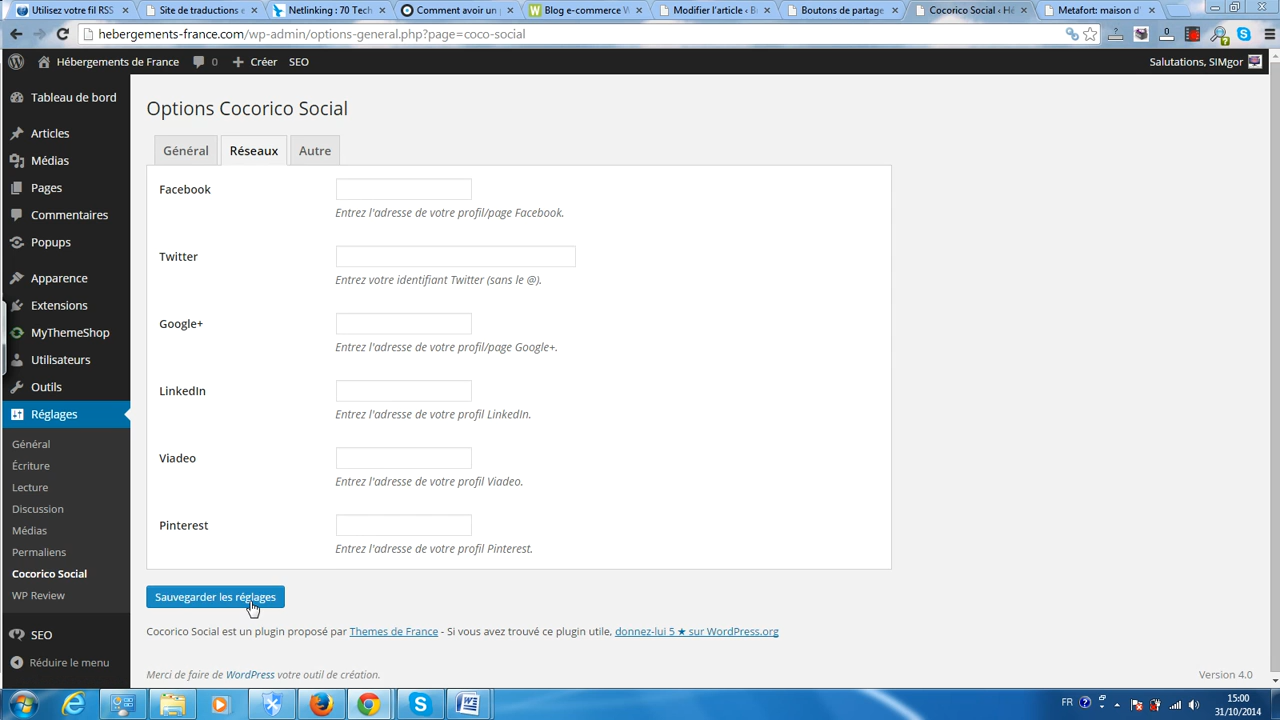 Utilisez votre fil RSS
Site de traductions e
Netlinking : 70 Tech
Comment avoir un p
Blog e-commerce W
Modifier l'article ‹ B
Boutons de partage
Cocorico Social ‹ Hé
Metafort: maison d'
hebergements-france.com/wp-admin/options-general.php?page=coco-social
Hébergements de France 0 Créer SEO
Salutations, SIMgor
Tableau de bord
Articles
Médias
Pages
Commentaires
Popups
Apparence
Extensions
MyThemeShop
Utilisateurs
Outils
Réglages
Général
Écriture
Lecture
Discussion
Médias
Permaliens
Cocorico Social
WP Review
SEO
Réduire le menu
Options Cocorico Social
Général Réseaux Autre
Facebook
Entrez l'adresse de votre profil/page Facebook.
Twitter
Entrez votre identifiant Twitter (sans le @).
Google+
Entrez l'adresse de votre profil/page Google+.
LinkedIn
Entrez l'adresse de votre profil LinkedIn.
Viadeo
Entrez l'adresse de votre profil Viadeo.
Pinterest
Entrez l'adresse de votre profil Pinterest.
Sauvegarder les réglages
Cocorico Social est un plugin proposé par Themes de France - Si vous avez trouvé ce plugin utile, donnez-lui 5 ★ sur WordPress.org
Merci de faire de WordPress votre outil de création.
Version 4.0
FR
15:00
31/10/2014